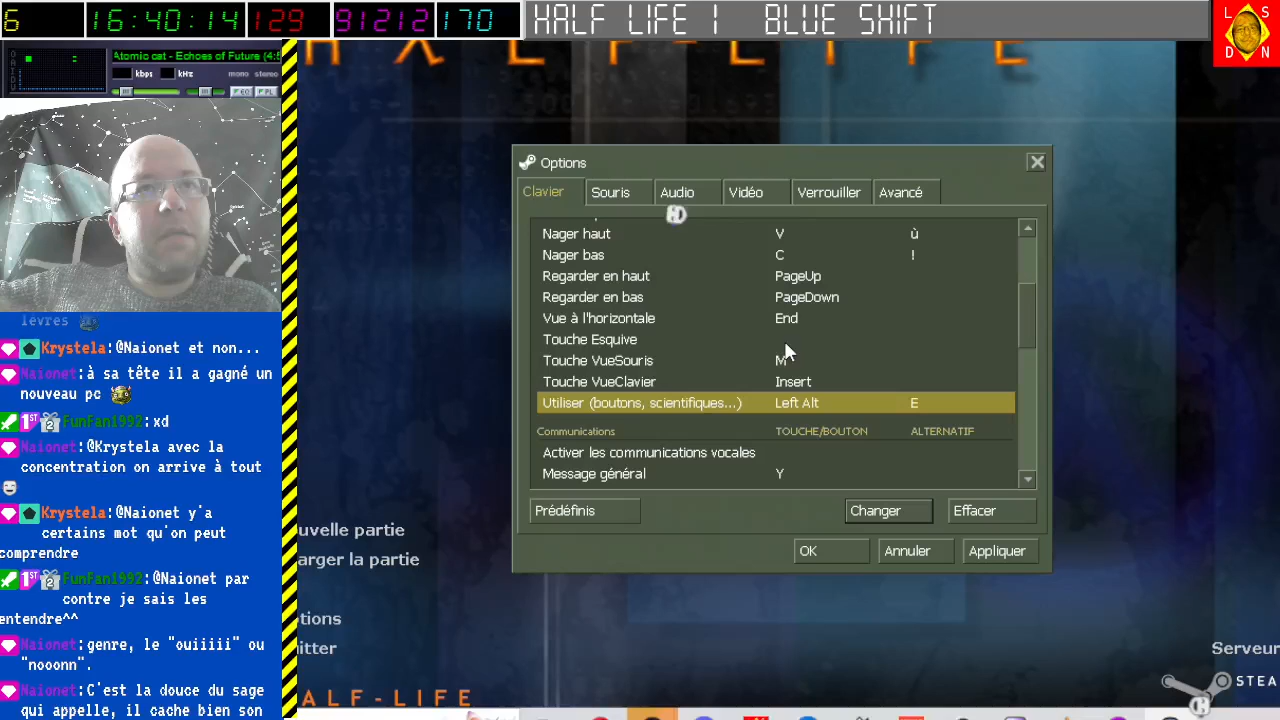 6 16:40:14 129 91212 170 HALF LIFE 1 BLUE SHIFT
L S
D N
Atomic cat - Echoes of Future (4:5
kbps kHz mono stereo
EQ PL
Options
Clavier Souris Audio Vidéo Verrouiller Avancé
Nager haut V ù
Nager bas C !
Regarder en haut PageUp
Regarder en bas PageDown
Vue à l'horizontale End
Touche Esquive
Touche VueSouris M
Touche VueClavier Insert
Utiliser (boutons, scientifiques...) Left Alt E
Communications TOUCHE/BOUTON ALTERNATIF
Activer les communications vocales
Message général Y
Prédéfinis Changer Effacer
OK Annuler Appliquer
uvelle partie
arger la partie
tions
itter
Serveur
STEA
ALF-LIFE
levres
Krystela:@Naionet et non...
Naionet:à sa tête il a gagné un
nouveau pc
FunFan1992:xd
Naionet:@Krystela avec la
concentration on arrive à tout
Krystela:@Naionet y'a
certains mot qu'on peut
comprendre
FunFan1992:@Naionet par
contre je sais les
entendre^^
Naionet:genre, le "ouiiiii" ou
"nooonn".
Naionet:C'est la douce du sage
qui appelle, il cache bien son